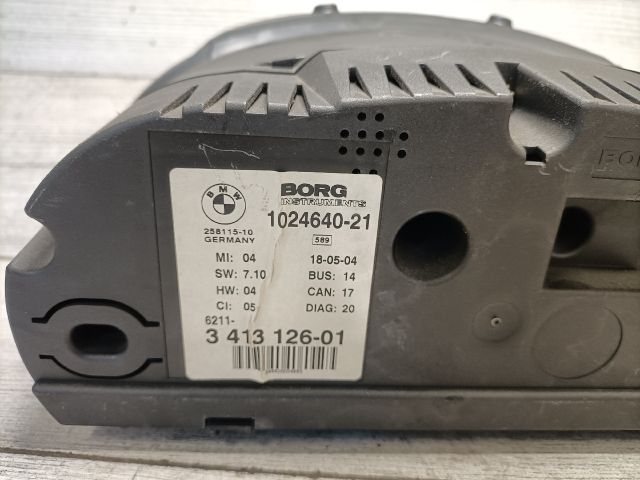 BMW
BORG
INSTRUMENTS
258115-10
GERMANY
1024640-21
589
MI: 04 18-05-04
SW: 7.10 BUS: 14
HW: 04 CAN: 17
CI: 05- DIAG: 20
6211-
3 413 126-01